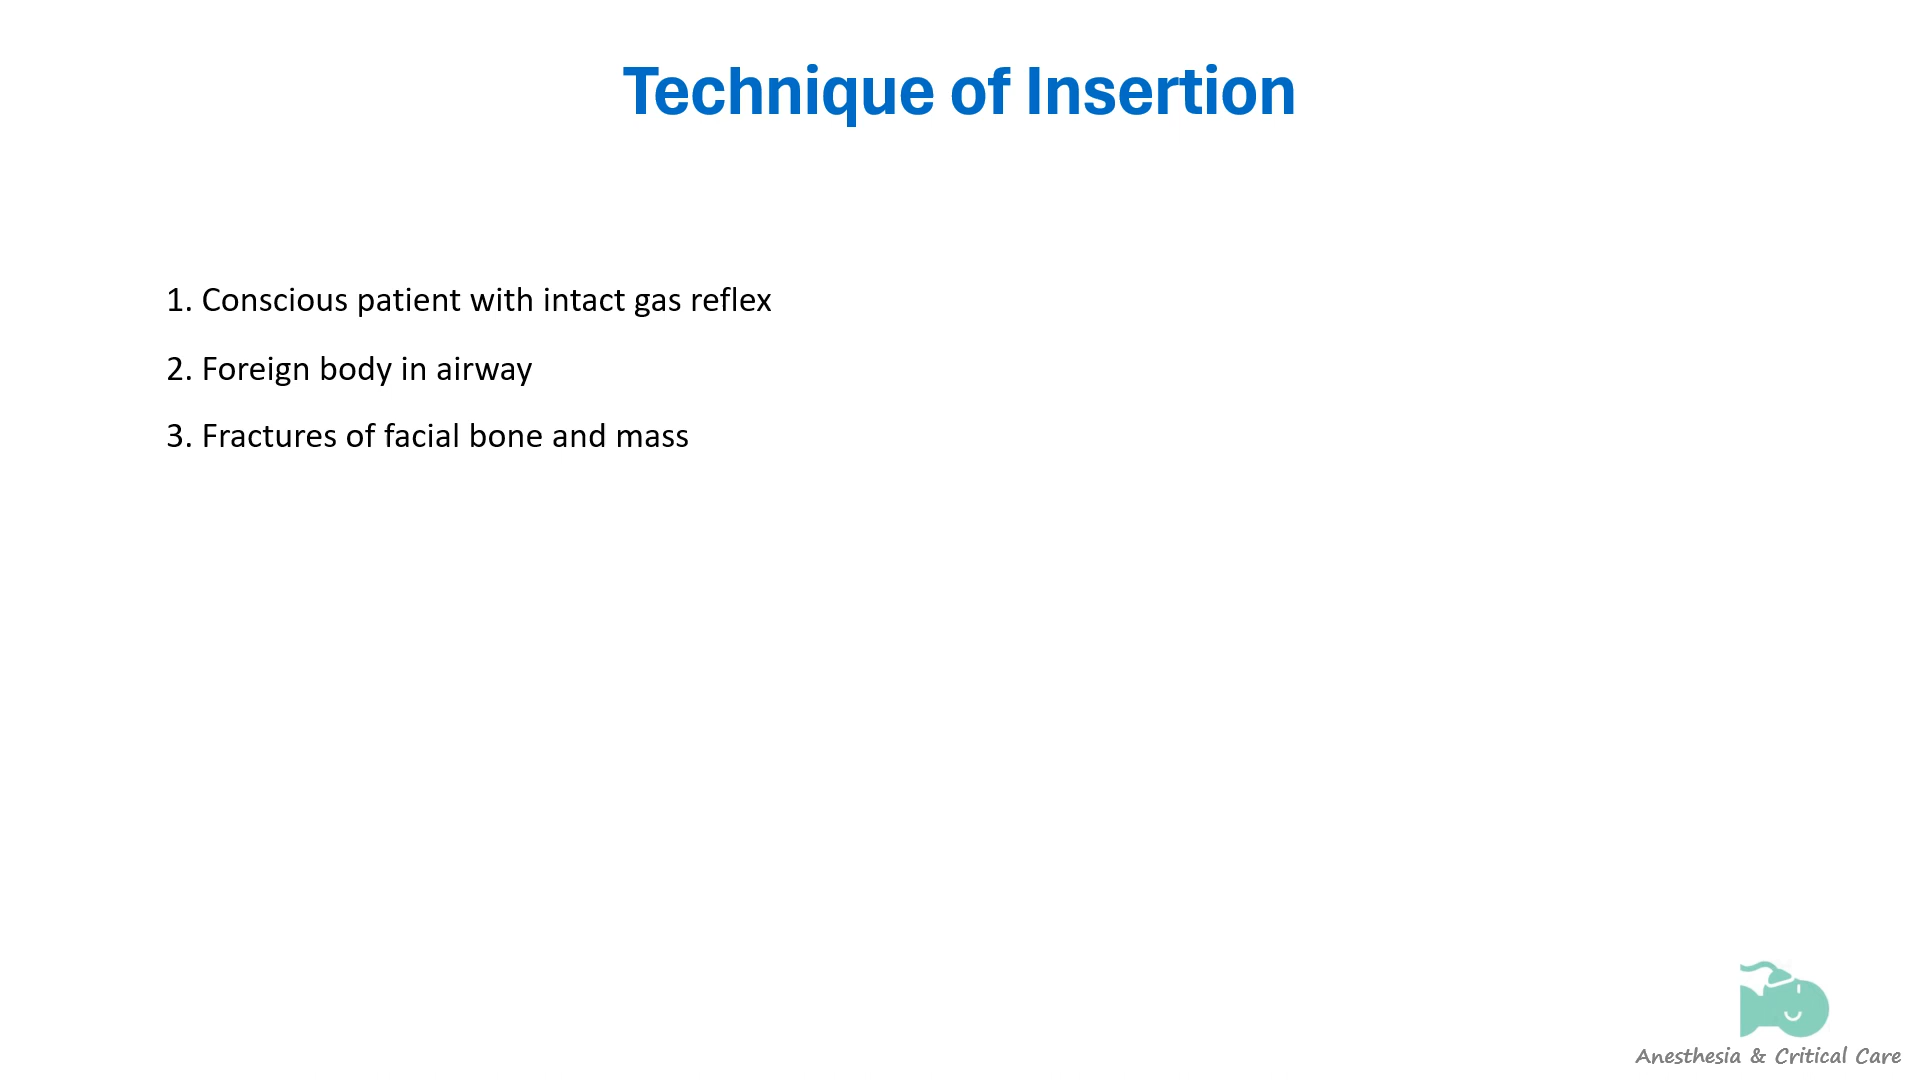 Technique of Insertion
1. Conscious patient with intact gas reflex
2. Foreign body in airway
3. Fractures of facial bone and mass
Anesthesia & Critical Care